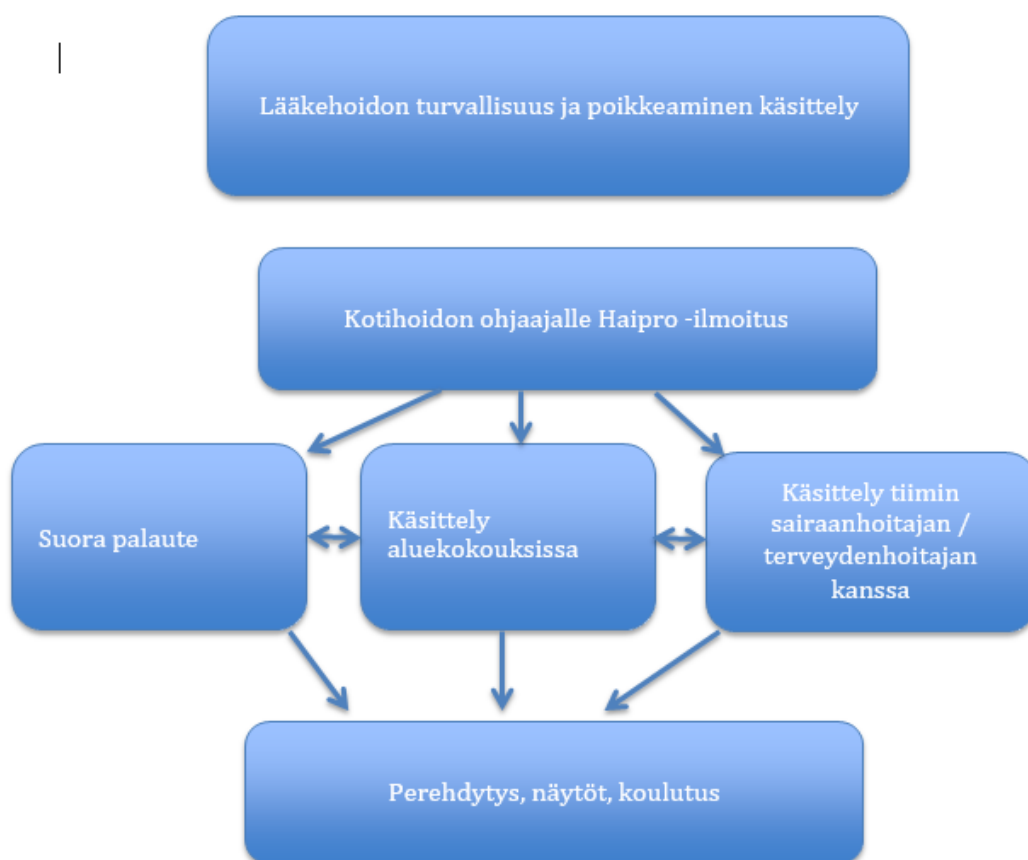 Lääkehoidon turvallisuus ja poikkeaminen käsittely
Kotihoidon ohjaajalle Haipro -ilmoitus
Suora palaute
Käsittely
aluekokouksissa
Käsittely tiimin
sairaanhoitajan /
terveydenhoitajan
kanssa
Perehdytys, näytöt, koulutus